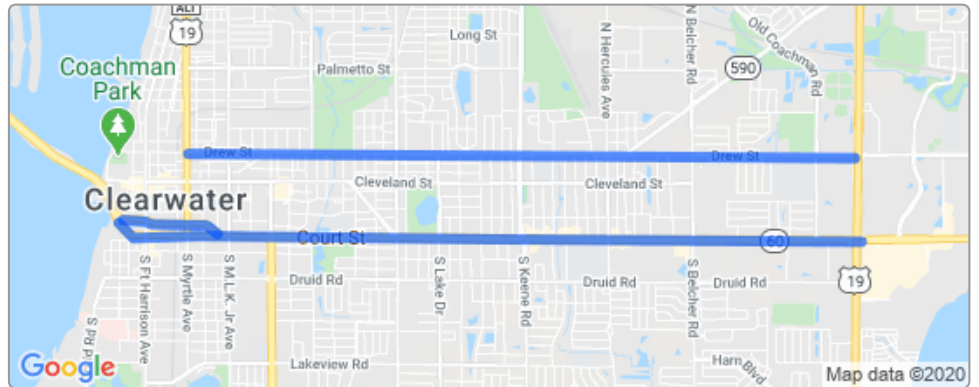 ALT
19
Long St
N Hercules Ave
N Belcher Rd
Old Coachman Rd
590
Coachman
Park
Palmetto St
Drew St
Drew St
Cleveland St
Cleveland St
Clearwater
Court St
60
S Ft Harrison Ave
S Myrtle Ave
S M.L.K. Jr Ave
Druid Rd
S Lake Dr
S Keene Rd
Druid Rd
S Belcher Rd
Druid Rd
19
Lakeview Rd
Harn Blvd
Google
Map data ©2020